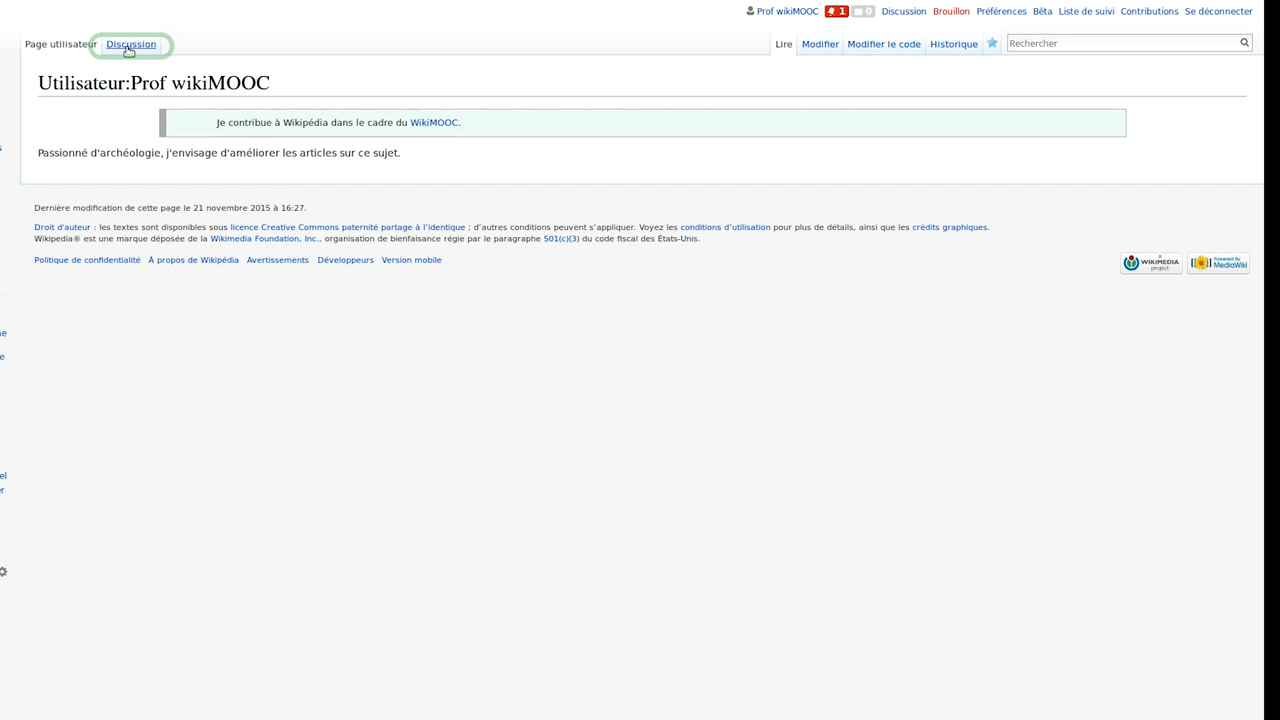 Prof wikiMOOC 1 0 Discussion Brouillon Préférences Bêta Liste de suivi Contributions Se déconnecter
Page utilisateur Discussion Lire Modifier Modifier le code Historique Rechercher
Utilisateur:Prof wikiMOOC
Je contribue à Wikipédia dans le cadre du WikiMOOC.
Passionné d'archéologie, j'envisage d'améliorer les articles sur ce sujet.
Dernière modification de cette page le 21 novembre 2015 à 16:27.
Droit d'auteur : les textes sont disponibles sous licence Creative Commons paternité partage à l'identique ; d’autres conditions peuvent s’appliquer. Voyez les conditions d’utilisation pour plus de détails, ainsi que les crédits graphiques.
Wikipedia® est une marque déposée de la Wikimedia Foundation, Inc., organisation de bienfaisance régie par le paragraphe 501(c)(3) du code fiscal des États-Unis.
Politique de confidentialité À propos de Wikipédia Avertissements Développeurs Version mobile
a WIKIMEDIA project
Powered By MediaWiki